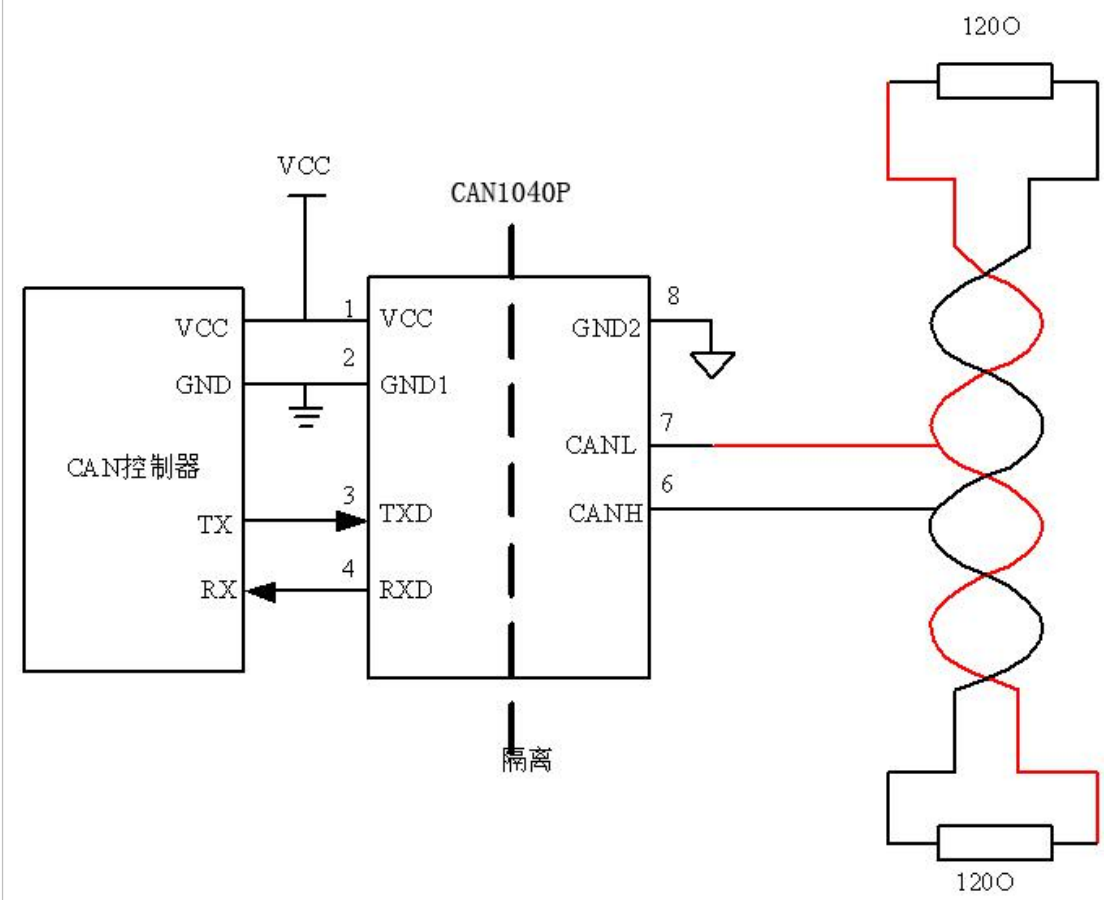 120O
VCC
CAN1040P
VCC
1
VCC
8
GND2
GND
2
GND1
7
CANL
CAN控制器
6
CANH
TX
3
TXD
RX
4
RXD
隔离
120O